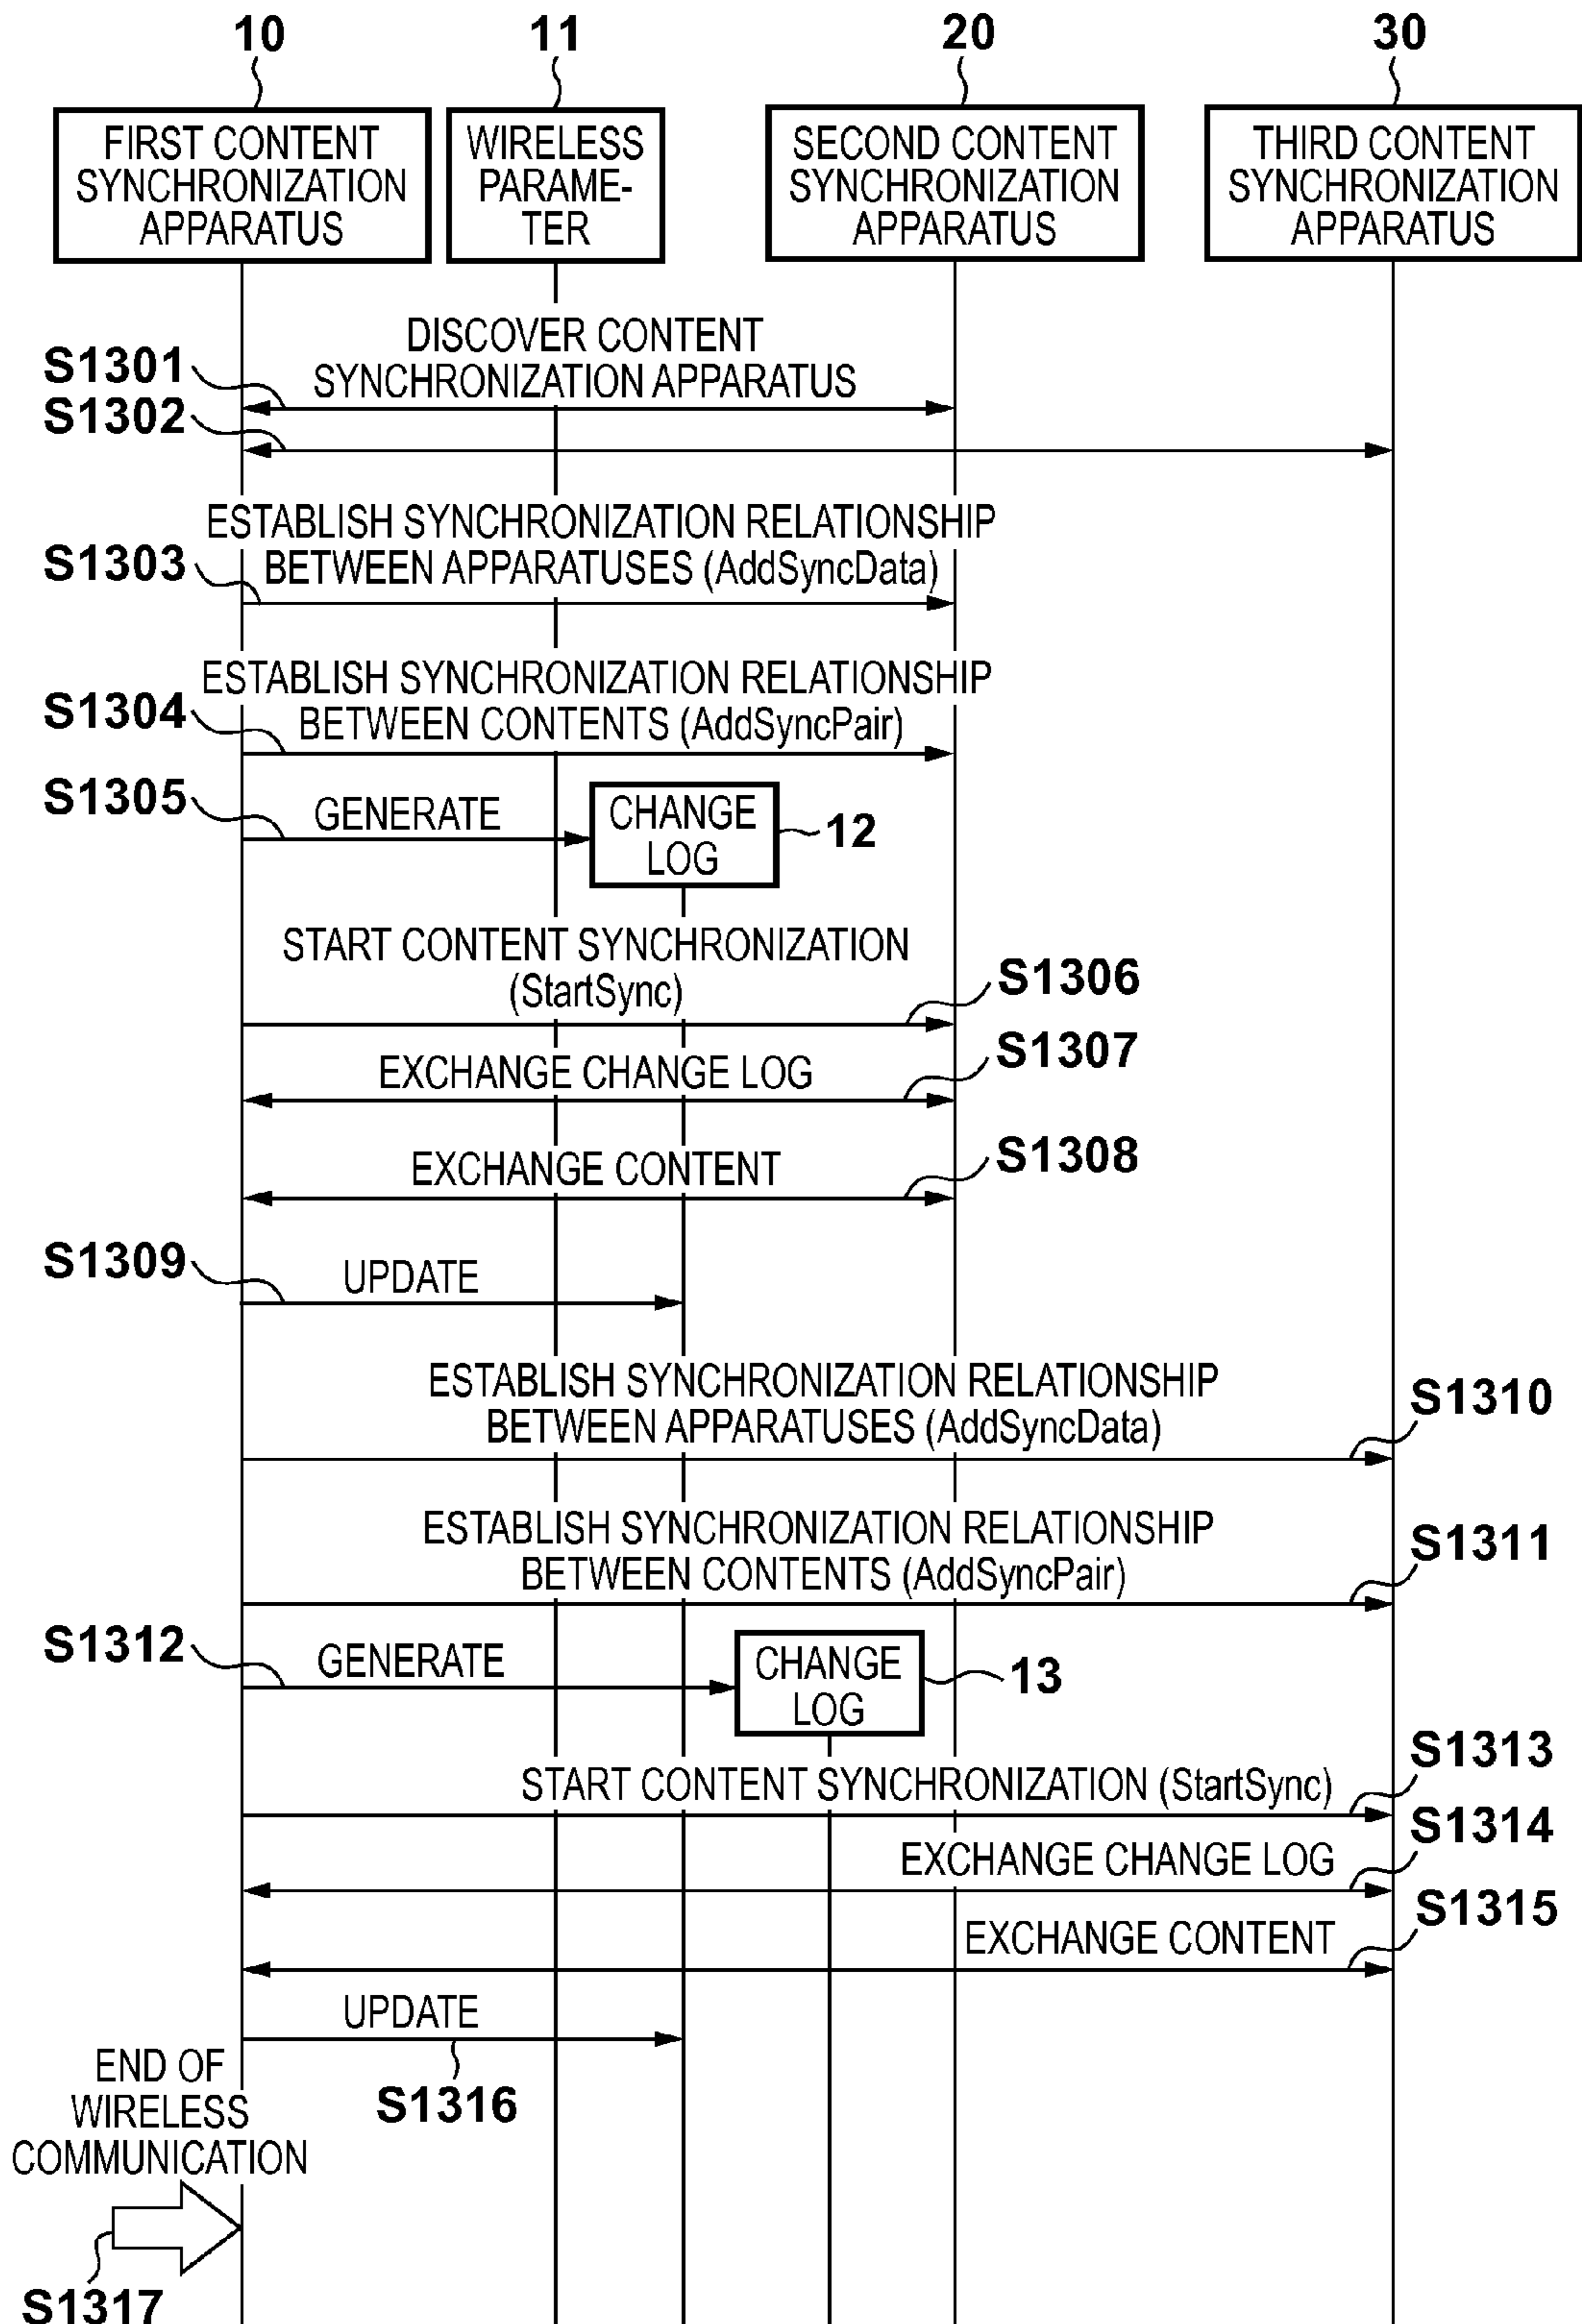 10
11
20
30
FIRST CONTENT
SYNCHRONIZATION
APPARATUS
WIRELESS
PARAME-
TER
SECOND CONTENT
SYNCHRONIZATION
APPARATUS
THIRD CONTENT
SYNCHRONIZATION
APPARATUS
DISCOVER CONTENT
SYNCHRONIZATION APPARATUS
S1301
S1302
ESTABLISH SYNCHRONIZATION RELATIONSHIP
BETWEEN APPARATUSES (AddSyncData)
S1303
ESTABLISH SYNCHRONIZATION RELATIONSHIP
BETWEEN CONTENTS (AddSyncPair)
S1304
S1305
GENERATE
CHANGE
LOG
12
START CONTENT SYNCHRONIZATION
(StartSync)
S1306
EXCHANGE CHANGE LOG
S1307
EXCHANGE CONTENT
S1308
S1309
UPDATE
ESTABLISH SYNCHRONIZATION RELATIONSHIP
BETWEEN APPARATUSES (AddSyncData)
S1310
ESTABLISH SYNCHRONIZATION RELATIONSHIP
BETWEEN CONTENTS (AddSyncPair)
S1311
S1312
GENERATE
CHANGE
LOG
13
START CONTENT SYNCHRONIZATION (StartSync)
S1313
EXCHANGE CHANGE LOG
S1314
EXCHANGE CONTENT
S1315
UPDATE
S1316
END OF
WIRELESS
COMMUNICATION
S1317